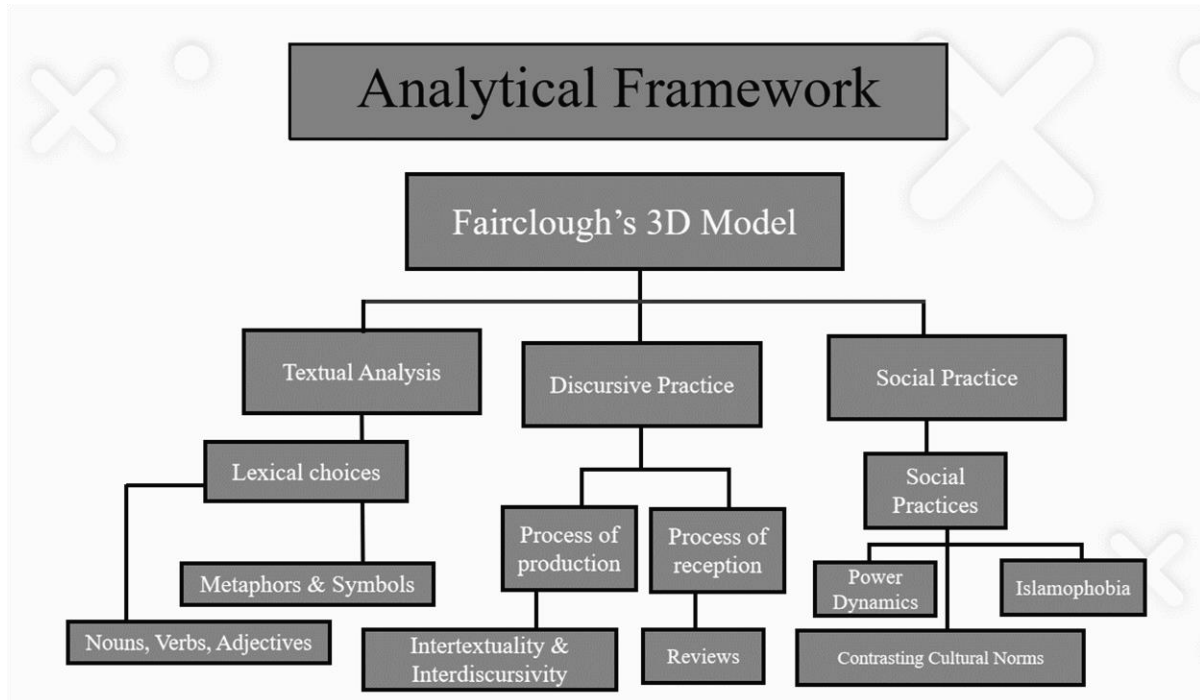 Analytical Framework
Fairclough’s 3D Model
Textual Analysis
Discursive Practice
Social Practice
Lexical choices
Social
Practices
Process of
production
Process of
reception
Metaphors & Symbols
Power
Dynamics
Islamophobia
Nouns, Verbs, Adjectives
Intertextuality &
Interdiscursivity
Reviews
Contrasting Cultural Norms